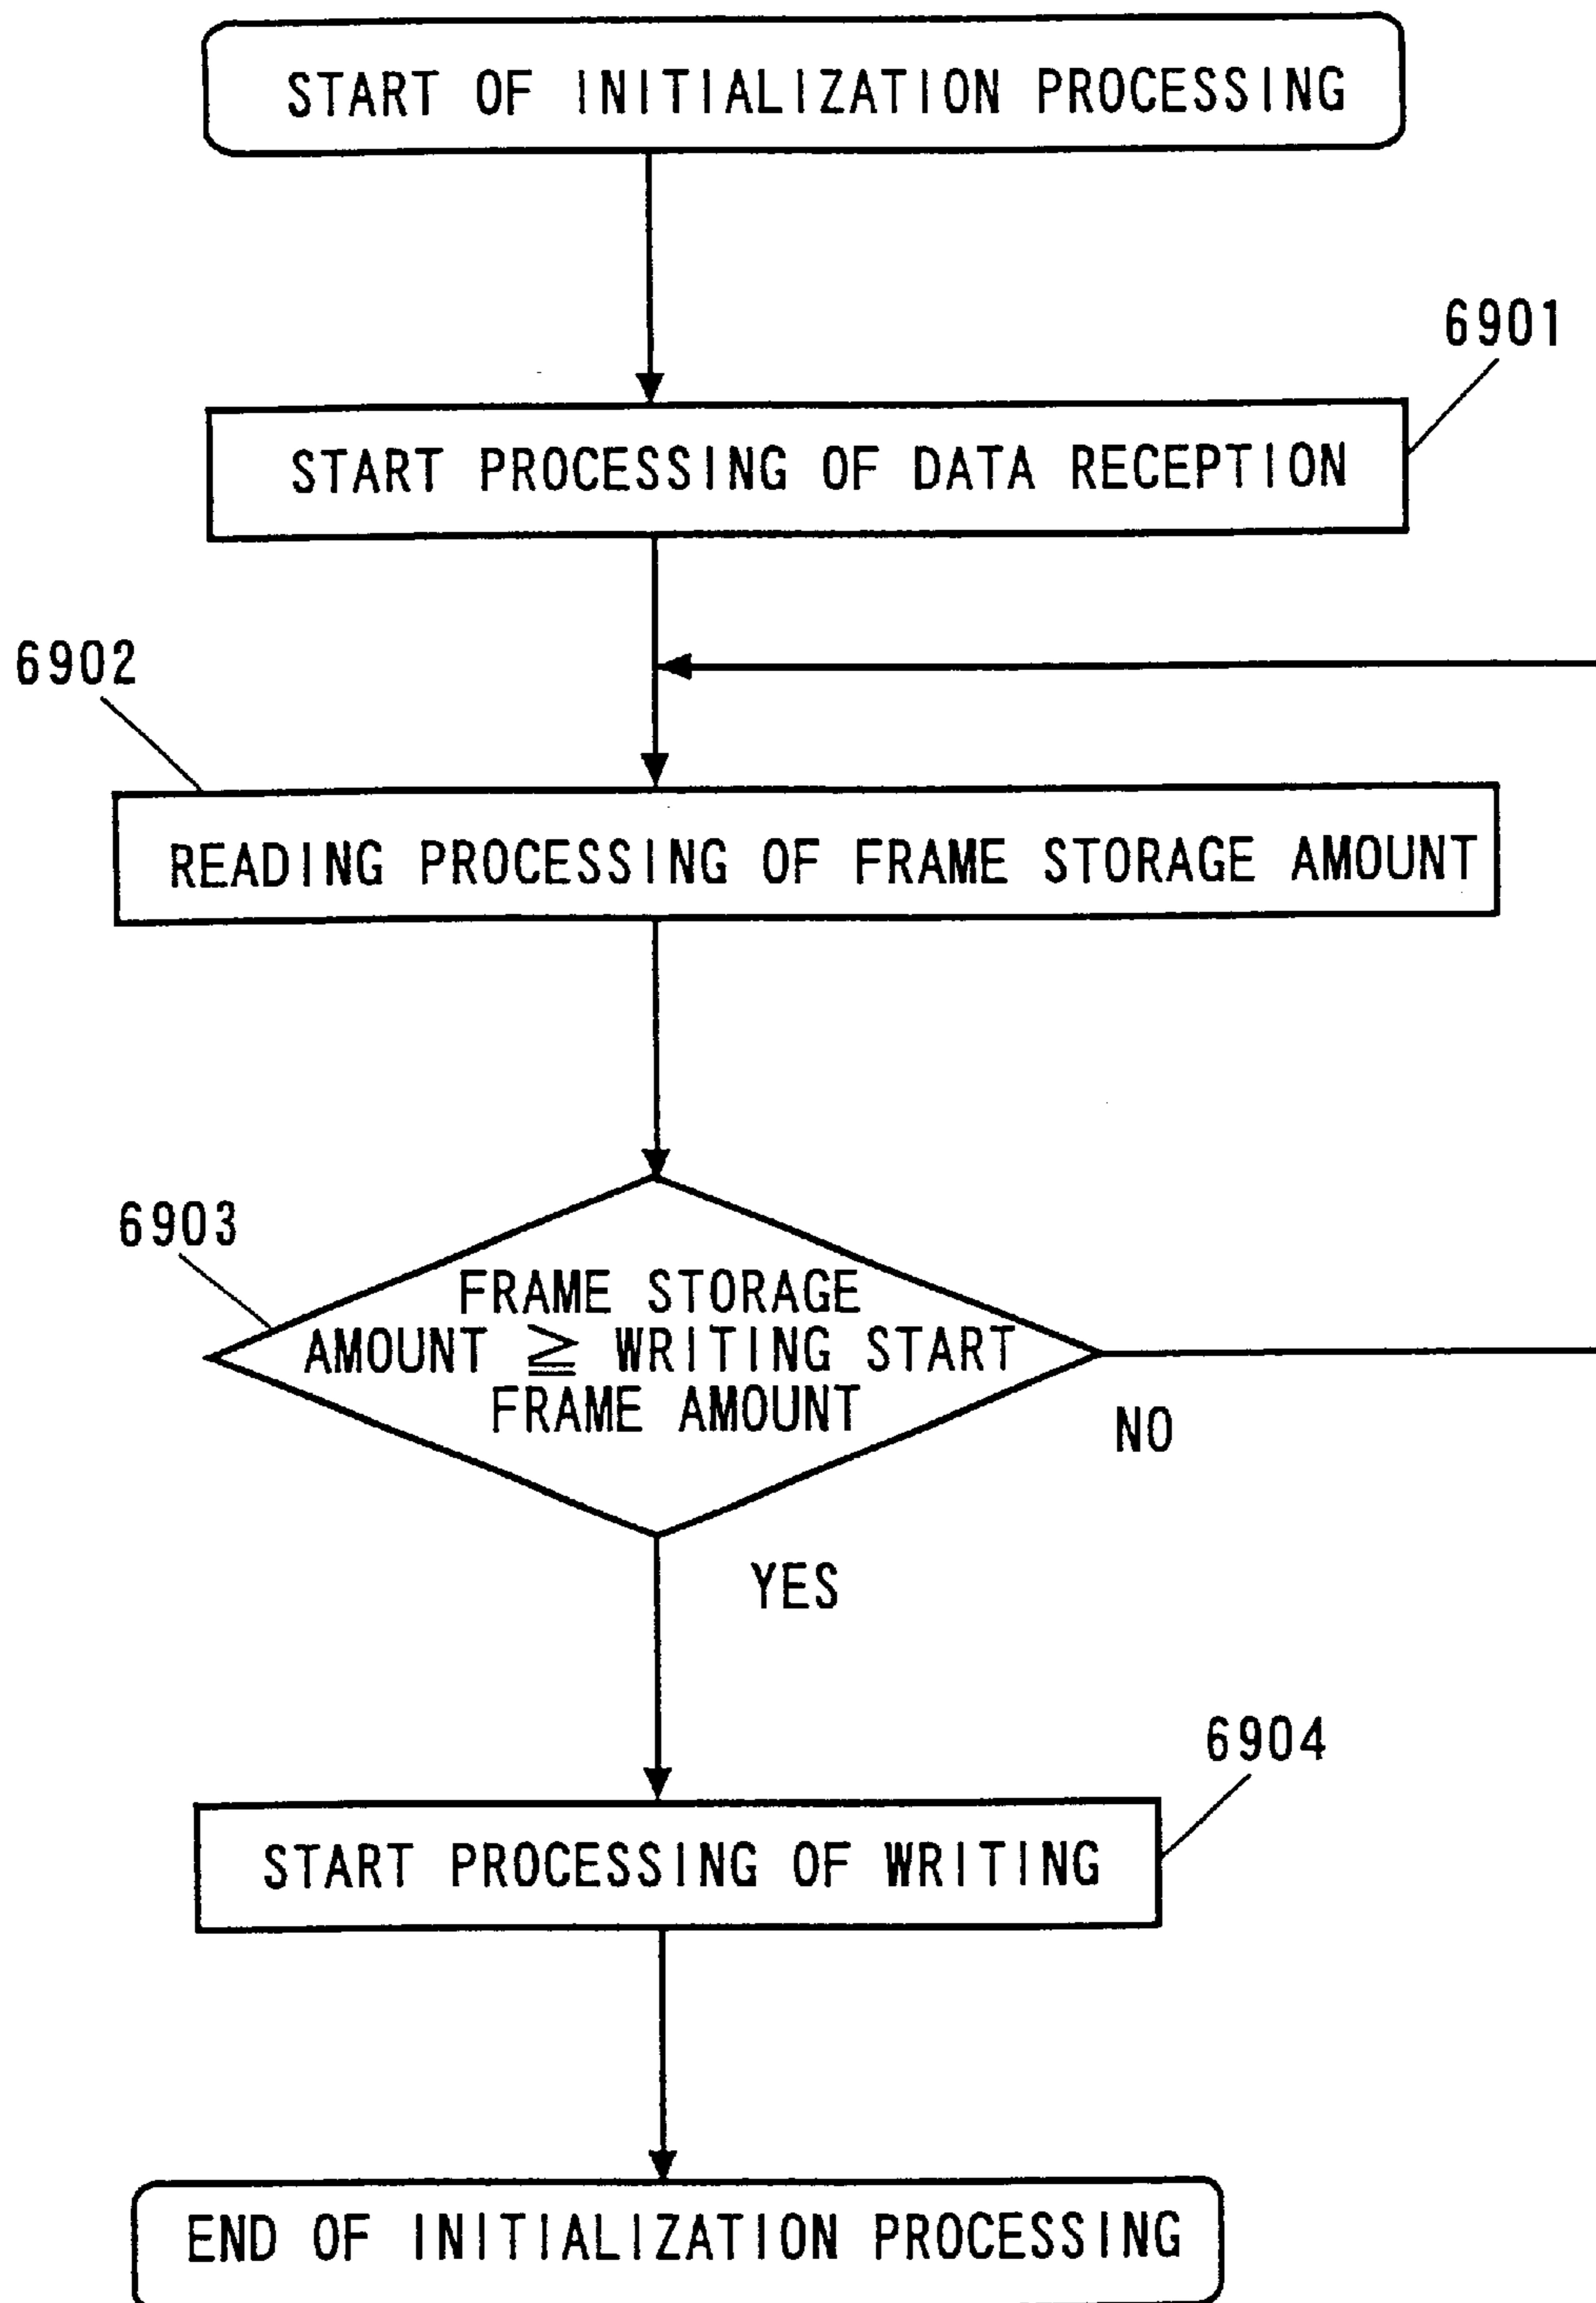 START OF INITIALIZATION PROCESSING
6901
START PROCESSING OF DATA RECEPTION
6902
READING PROCESSING OF FRAME STORAGE AMOUNT
6903
FRAME STORAGE
AMOUNT ≧ WRITING START
FRAME AMOUNT
NO
YES
6904
START PROCESSING OF WRITING
END OF INITIALIZATION PROCESSING